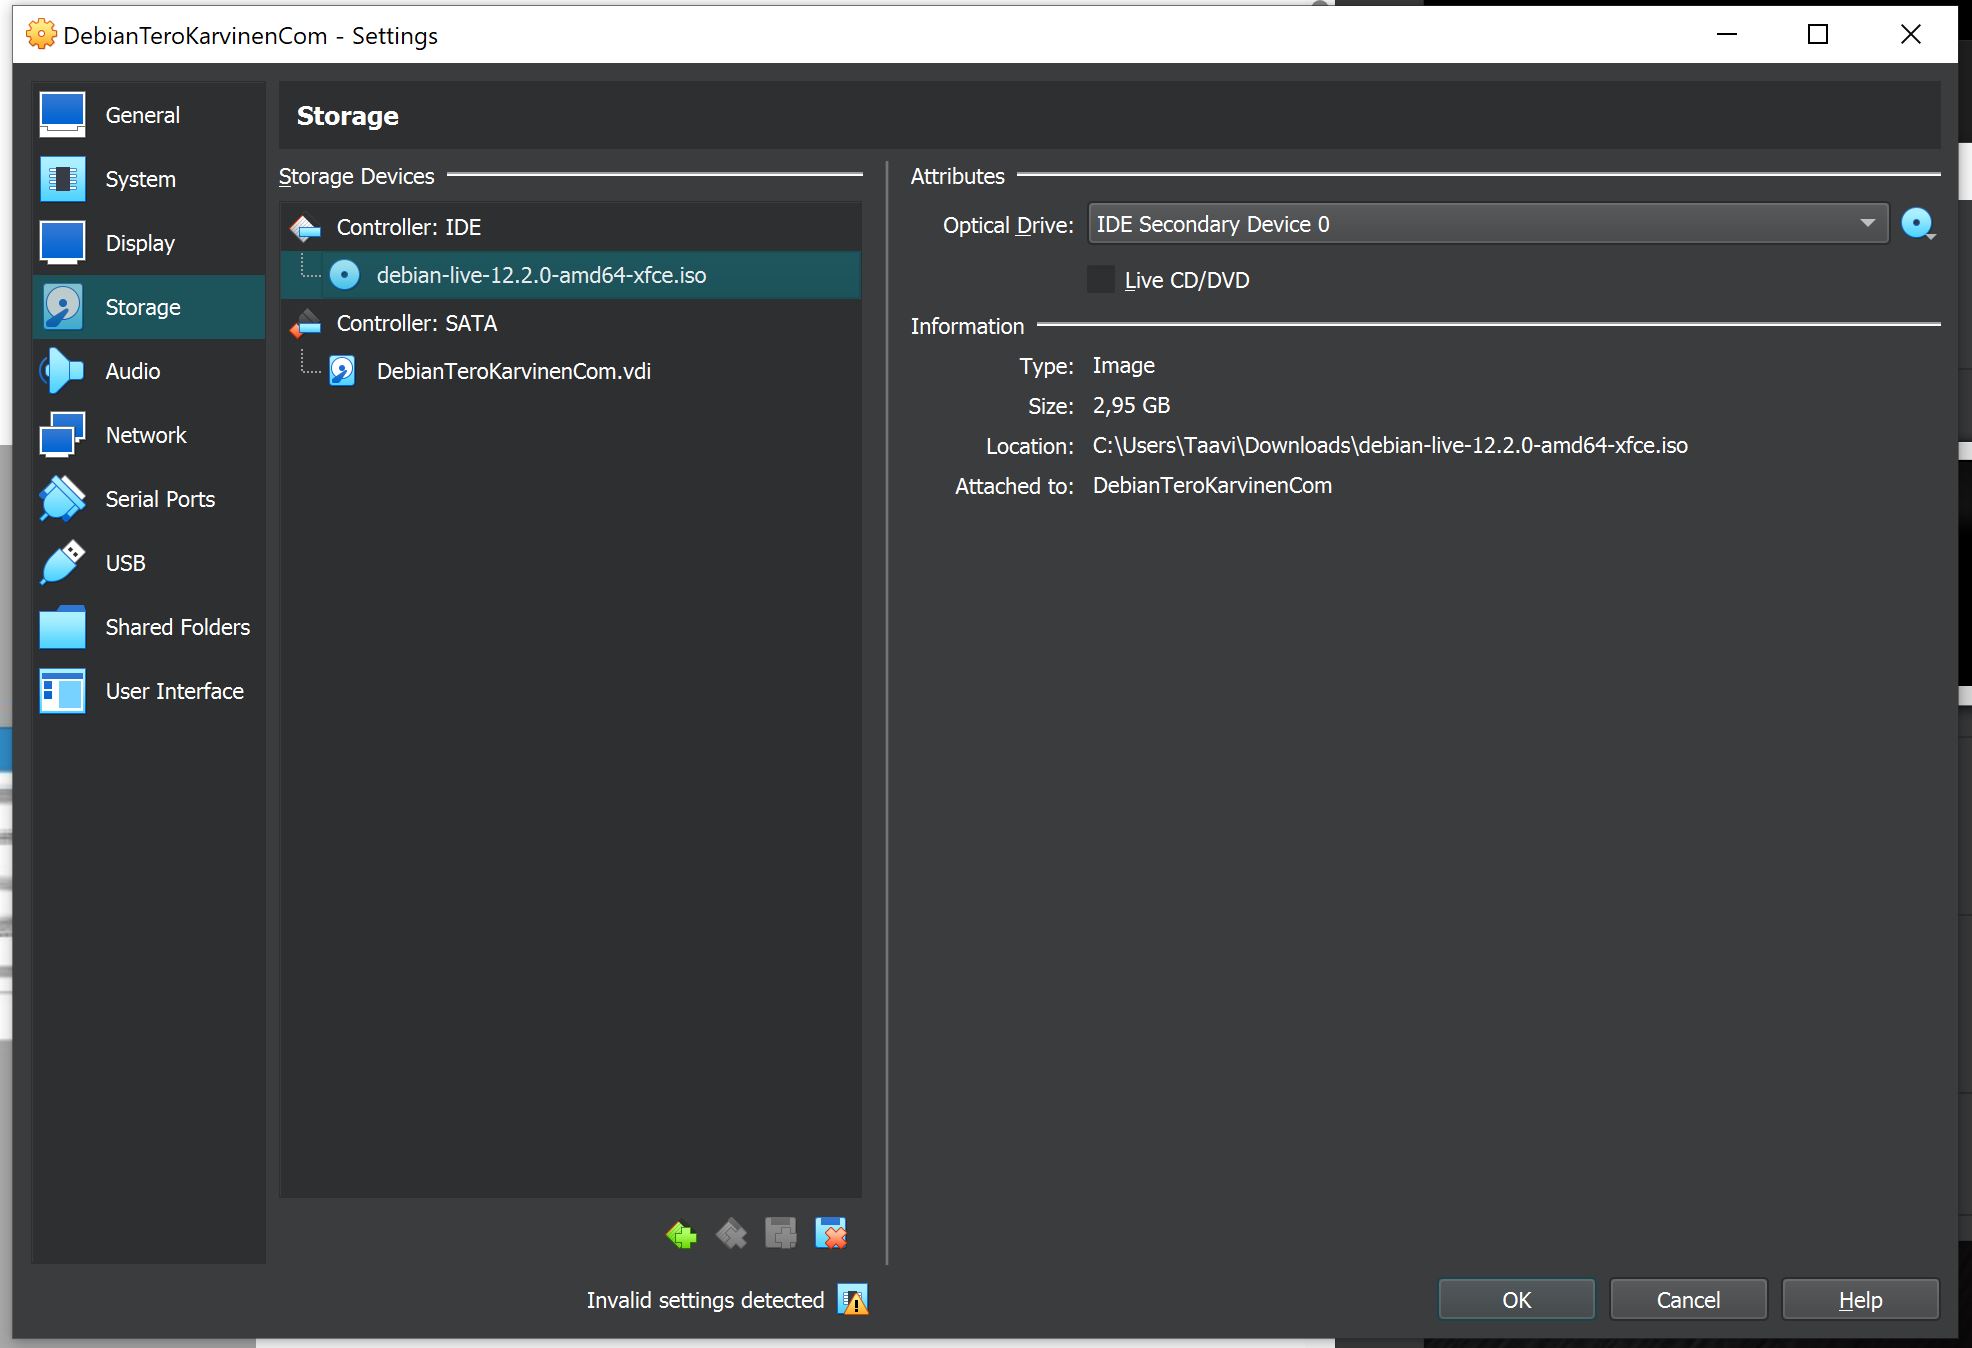 DebianTeroKarvinenCom - Settings
General
System
Display
Storage
Audio
Network
Serial Ports
USB
Shared Folders
User Interface
Storage
Storage Devices
Controller: IDE
debian-live-12.2.0-amd64-xfce.iso
Controller: SATA
DebianTeroKarvinenCom.vdi
Attributes
Optical Drive: IDE Secondary Device 0
Live CD/DVD
Information
Type: Image
Size: 2,95 GB
Location: C:\Users\Taavi\Downloads\debian-live-12.2.0-amd64-xfce.iso
Attached to: DebianTeroKarvinenCom
Invalid settings detected
OK
Cancel
Help